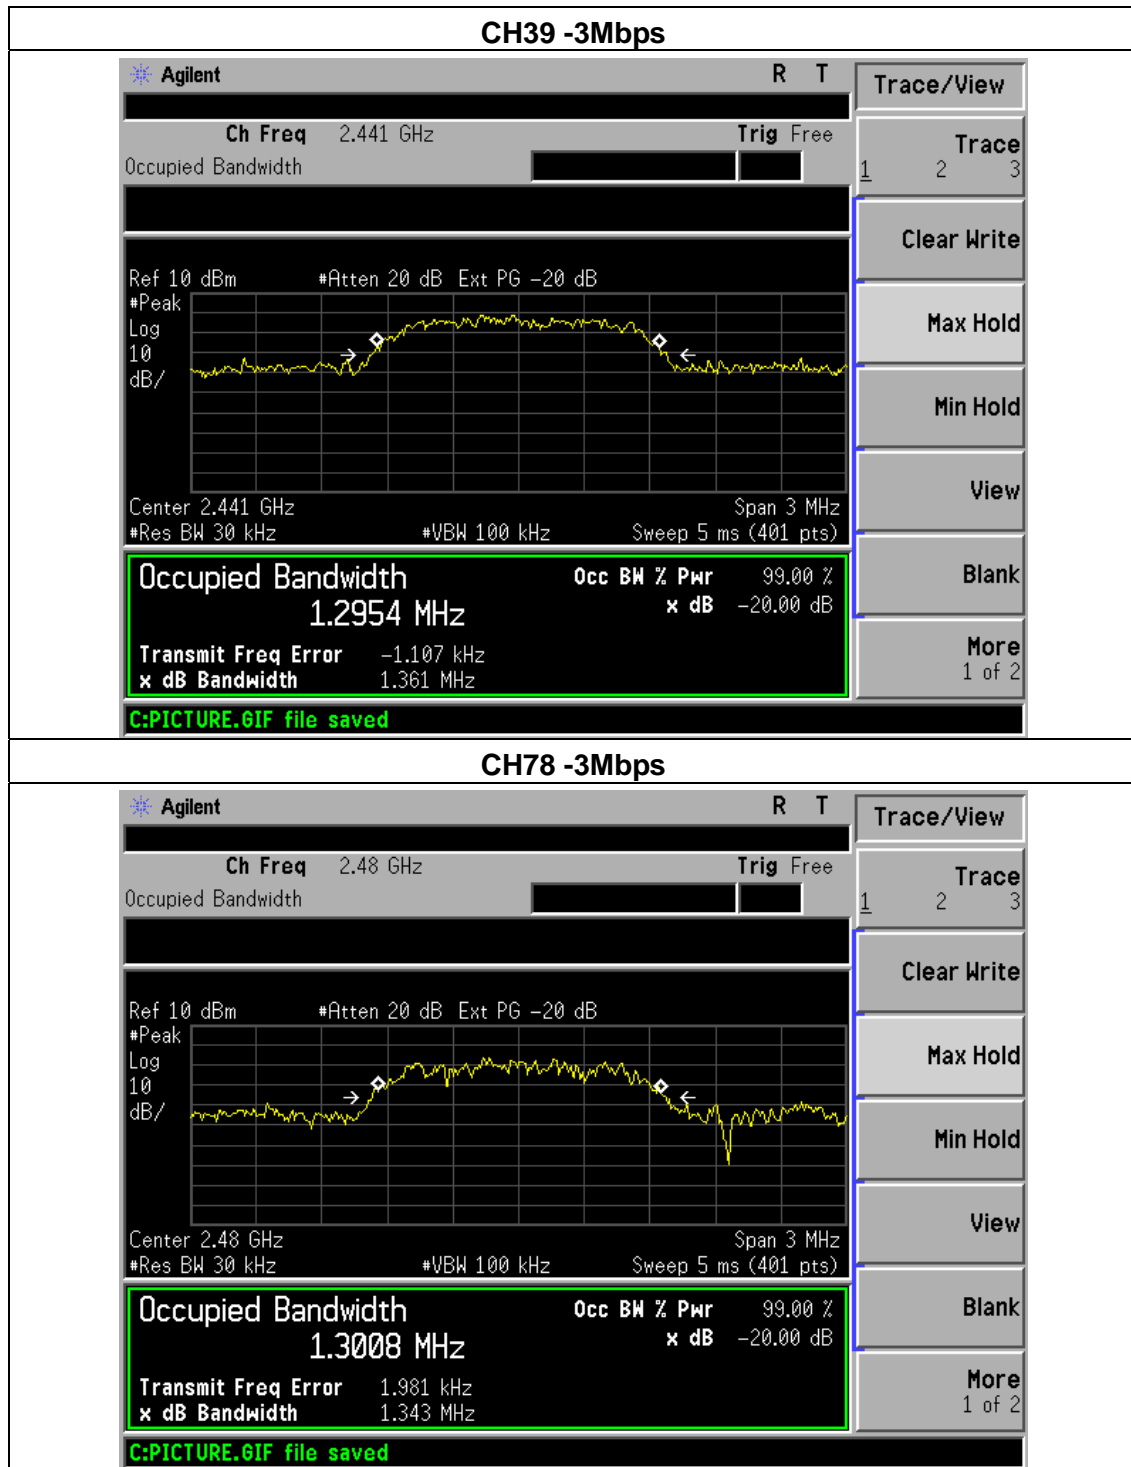 CH39 -3Mbps
Agilent R T
Trace/View
Ch Freq 2.441 GHz Trig Free
Occupied Bandwidth
Trace
1 2 3
Clear Write
Ref 10 dBm #Atten 20 dB Ext PG -20 dB
#Peak
Log
10
dB/
Max Hold
Min Hold
View
Center 2.441 GHz Span 3 MHz
#Res BW 30 kHz #VBW 100 kHz Sweep 5 ms (401 pts)
Occupied Bandwidth Occ BW % Pwr 99.00 %
1.2954 MHz x dB -20.00 dB
Blank
Transmit Freq Error -1.107 kHz
x dB Bandwidth 1.361 MHz
More
1 of 2
C:PICTURE.GIF file saved
CH78 -3Mbps
Agilent R T
Trace/View
Ch Freq 2.48 GHz Trig Free
Occupied Bandwidth
Trace
1 2 3
Clear Write
Ref 10 dBm #Atten 20 dB Ext PG -20 dB
#Peak
Log
10
dB/
Max Hold
Min Hold
View
Center 2.48 GHz Span 3 MHz
#Res BW 30 kHz #VBW 100 kHz Sweep 5 ms (401 pts)
Occupied Bandwidth Occ BW % Pwr 99.00 %
1.3008 MHz x dB -20.00 dB
Blank
Transmit Freq Error 1.981 kHz
x dB Bandwidth 1.343 MHz
More
1 of 2
C:PICTURE.GIF file saved